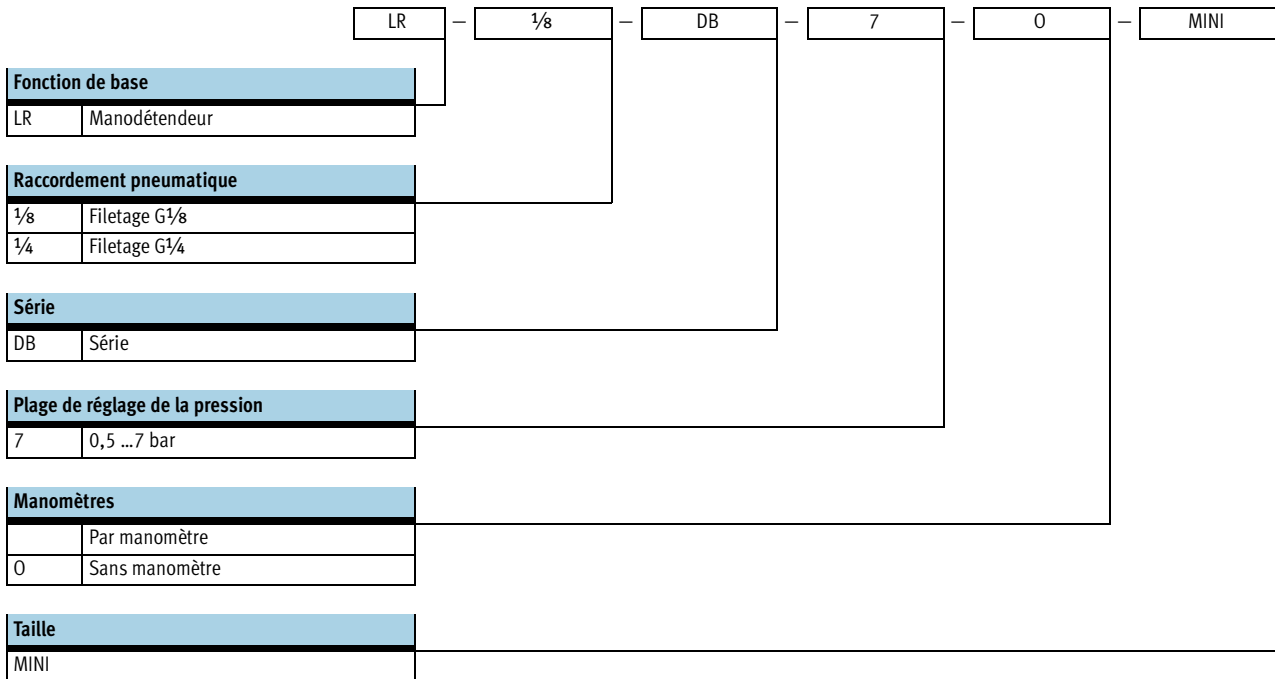 LR – ⅛ – DB – 7 – O – MINI
Fonction de base
LR Manodétendeur
Raccordement pneumatique
⅛ Filetage G⅛
¼ Filetage G¼
Série
DB Série
Plage de réglage de la pression
7 0,5 …7 bar
Manomètres
Par manomètre
O Sans manomètre
Taille
MINI